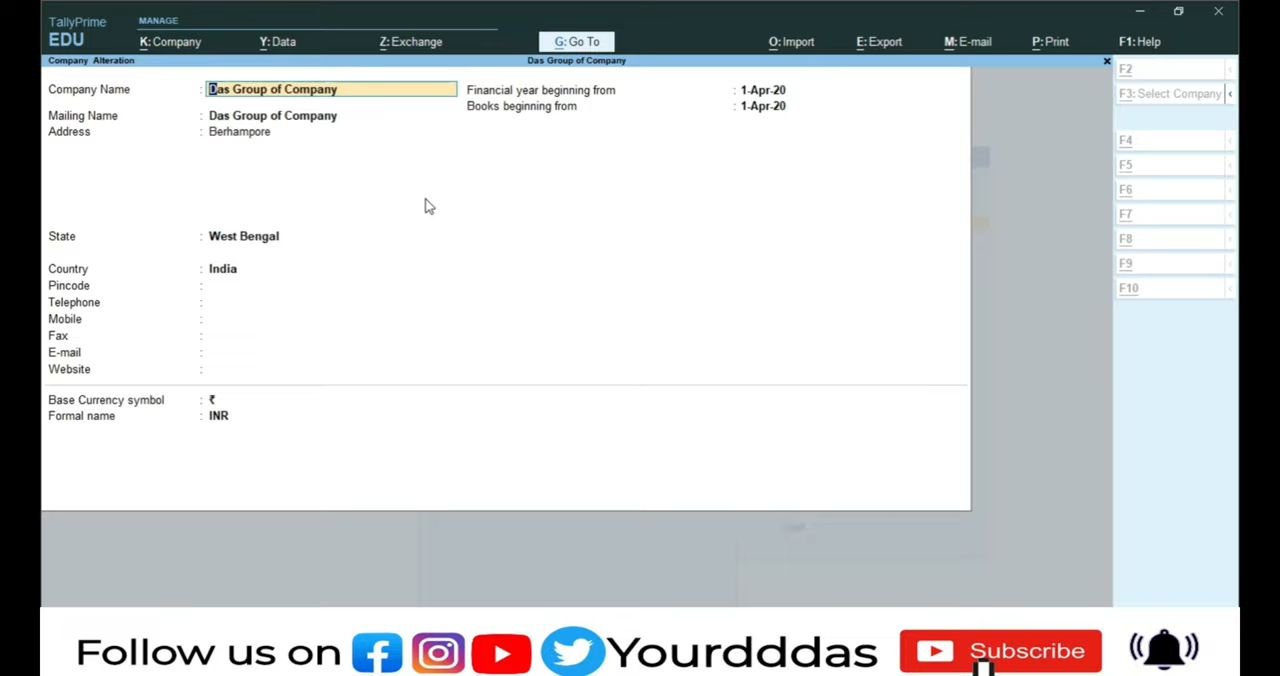 TallyPrime
EDU
MANAGE
K: Company Y: Data Z: Exchange G: Go To O: Import E: Export M: E-mail P: Print F1: Help
Company Alteration Das Group of Company
Company Name : Das Group of Company
Financial year beginning from : 1-Apr-20
Books beginning from : 1-Apr-20
Mailing Name : Das Group of Company
Address : Berhampore
State : West Bengal
Country : India
Pincode :
Telephone :
Mobile :
Fax :
E-mail :
Website :
Base Currency symbol : ₹
Formal name : INR
F2
F3: Select Company
F4
F5
F6
F7
F8
F9
F10
Follow us on Yourdddas Subscribe